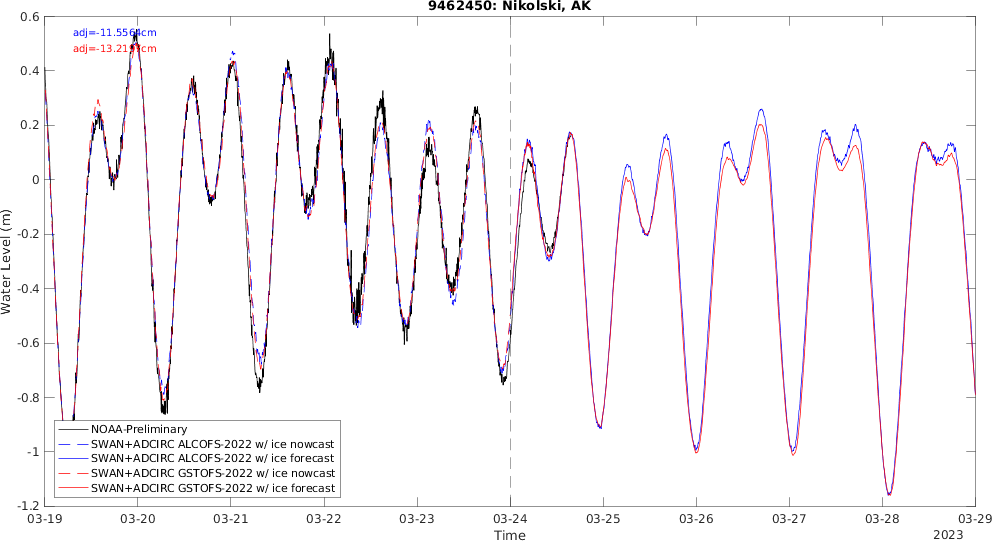 9462450: Nikolski, AK
0.6
adj=-11.5564cm
adj=-13.2199cm
0.4
0.2
0
-0.2
-0.4
-0.6
-0.8
-1
-1.2
Water Level (m)
NOAA-Preliminary
SWAN+ADCIRC ALCOFS-2022 w/ ice nowcast
SWAN+ADCIRC ALCOFS-2022 w/ ice forecast
SWAN+ADCIRC GSTOFS-2022 w/ ice nowcast
SWAN+ADCIRC GSTOFS-2022 w/ ice forecast
03-19 03-20 03-21 03-22 03-23 03-24 03-25 03-26 03-27 03-28 03-29
Time
2023